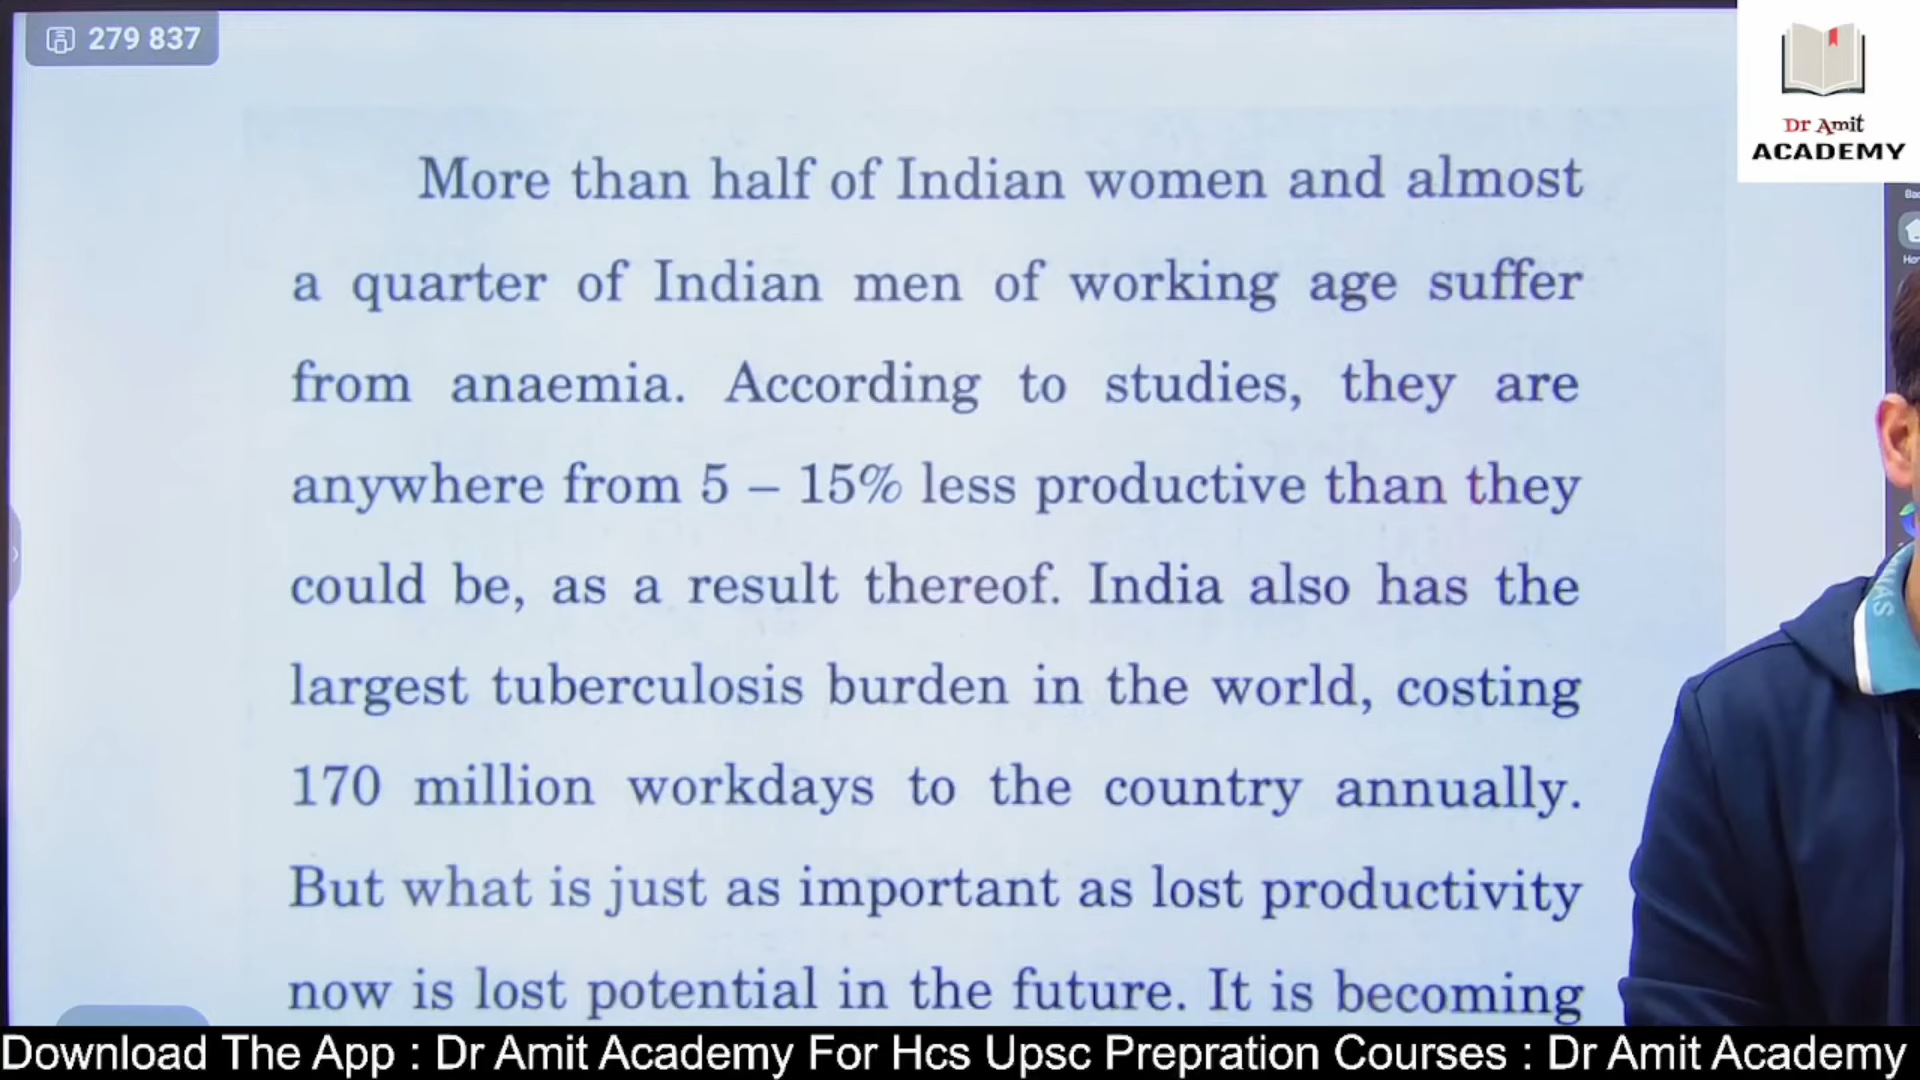 279 837
Dr Amit
ACADEMY
More than half of Indian women and almost
a quarter of Indian men of working age suffer
from anaemia. According to studies, they are
anywhere from 5 – 15% less productive than they
could be, as a result thereof. India also has the
largest tuberculosis burden in the world, costing
170 million workdays to the country annually.
But what is just as important as lost productivity
now is lost potential in the future. It is becoming
Download The App : Dr Amit Academy For Hcs Upsc Prepration Courses : Dr Amit Academy